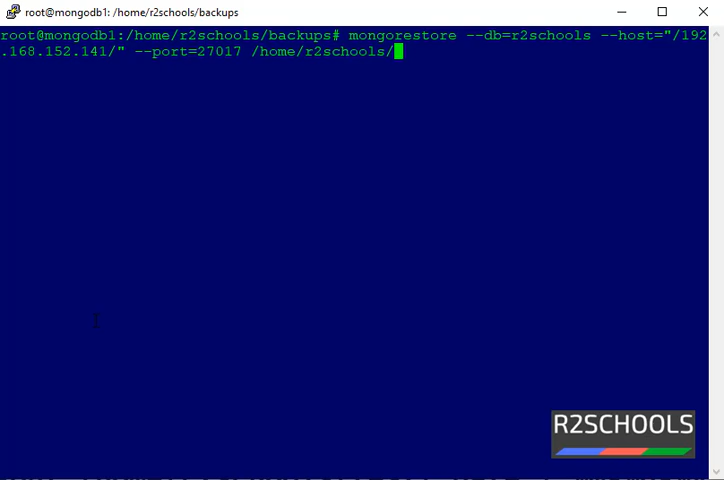 root@mongodb1: /home/r2schools/backups
root@mongodb1:/home/r2schools/backups# mongorestore --db=r2schools --host="/192
.168.152.141/" --port=27017 /home/r2schools/
R2SCHOOLS